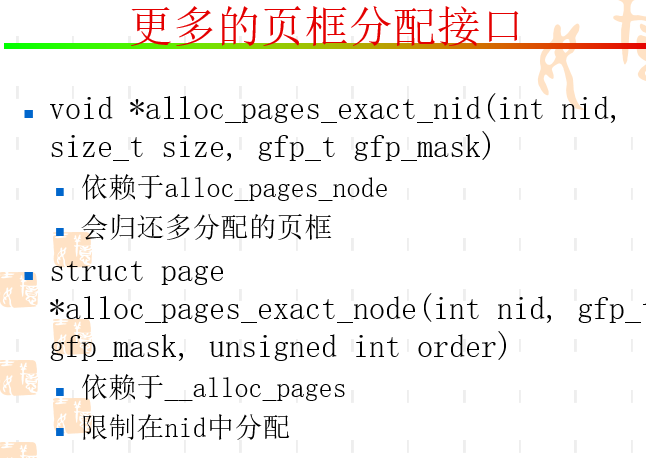 更多的页框分配接口
void *alloc_pages_exact_nid(int nid,
size_t size, gfp_t gfp_mask)
依赖于alloc_pages_node
会归还多分配的页框
struct page
*alloc_pages_exact_node(int nid, gfp_t
gfp_mask, unsigned int order)
依赖于__alloc_pages
限制在nid中分配